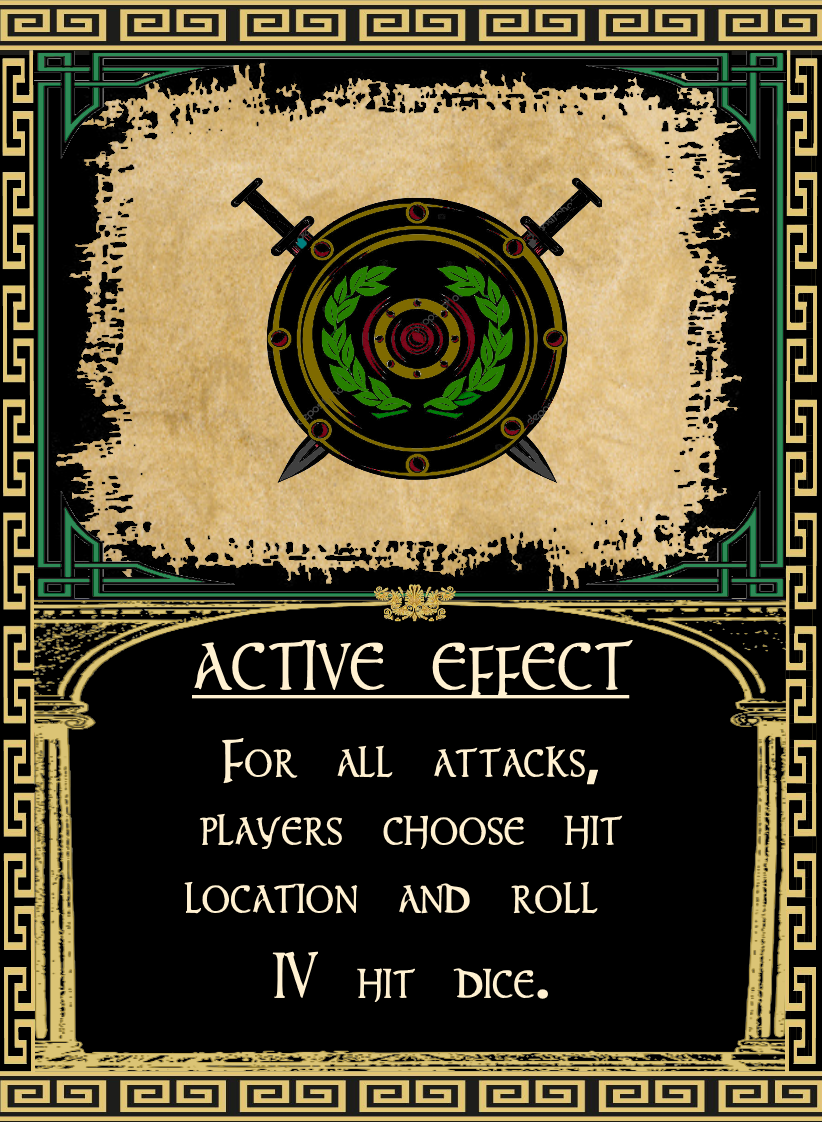 ACTIVE EFFECT
FOR ALL ATTACKS,
PLAYERS CHOOSE HIT
LOCATION AND ROLL
IV HIT DICE.